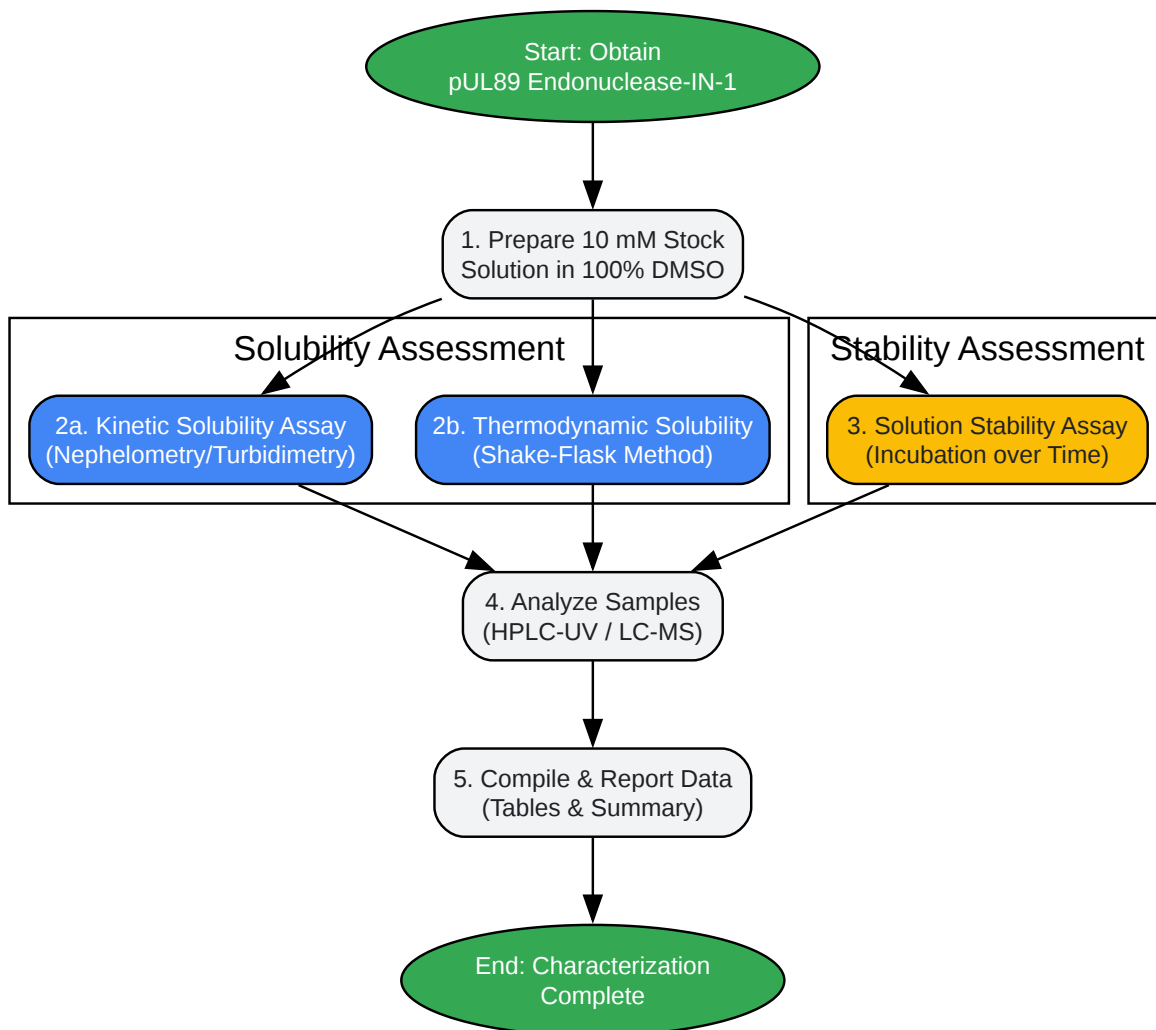 Start: Obtain
pUL89 Endonuclease-IN-1
1. Prepare 10 mM Stock
Solution in 100% DMSO
Solubility Assessment
Stability Assessment
2a. Kinetic Solubility Assay
(Nephelometry/Turbidimetry)
2b. Thermodynamic Solubility
(Shake-Flask Method)
3. Solution Stability Assay
(Incubation over Time)
4. Analyze Samples
(HPLC-UV / LC-MS)
5. Compile & Report Data
(Tables & Summary)
End: Characterization
Complete